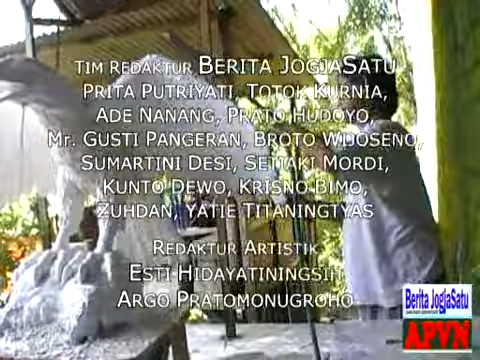 TIM REDAKTUR BERITA JOGJASATU
PRITA PUTRIYATI, TOTOK KURNIA,
ADE NANANG, PRATO HUDOYO,
Mr. GUSTI PANGERAN, BROTO WIJOSENO,
SUMARTINI DESI, SETIAKI MORDI,
KUNTO DEWO, KRISNO BIMO,
ZUHDAN, YATIE TITANINGTYAS
REDAKTUR ARTISTIK
ESTI HIDAYATININGSIH
ARGO PRATOMONUGROHO
Berita JogjaSatu
APVN